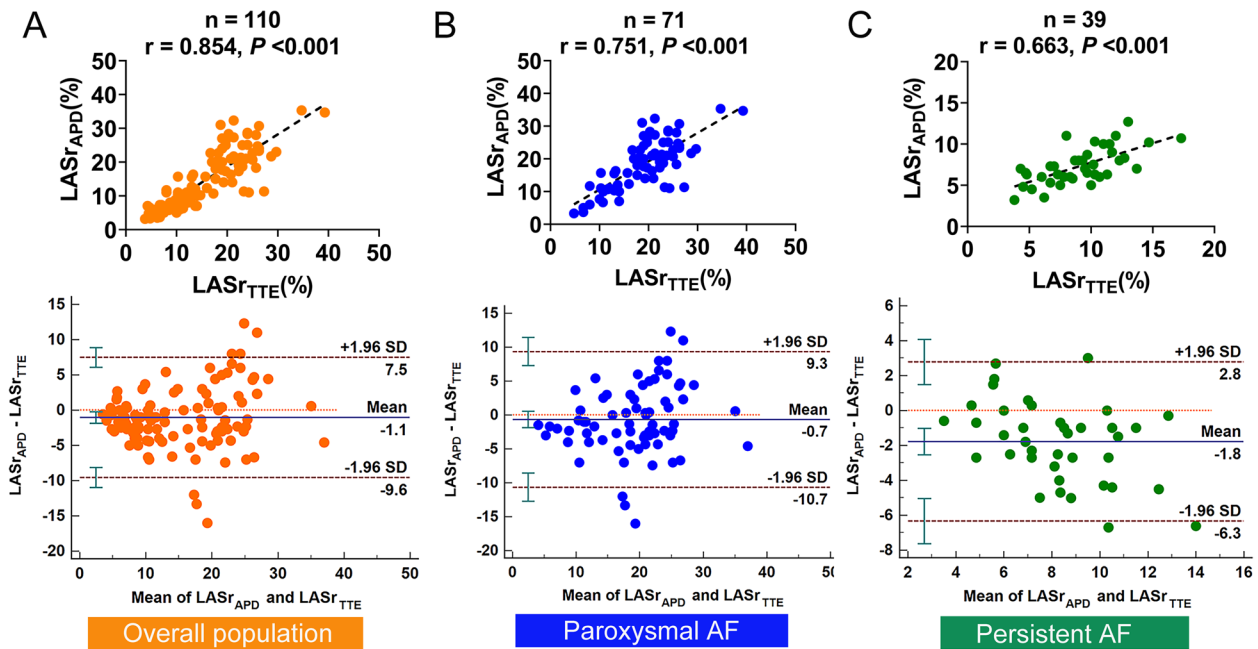 A
n = 110
r = 0.854, P <0.001
LASrAPD(%)
50
40
30
20
10
0
0 10 20 30 40 50
LASrTTE(%)
LASrAPD - LASrTTE
15
10
5
0
-5
-10
-15
-20
+1.96 SD
7.5
Mean
-1.1
-1.96 SD
-9.6
0 10 20 30 40 50
Mean of LASrAPD and LASrTTE
Overall population
B
n = 71
r = 0.751, P <0.001
LASrAPD(%)
50
40
30
20
10
0
0 10 20 30 40 50
LASrTTE(%)
LASrAPD - LASrTTE
15
10
5
0
-5
-10
-15
-20
+1.96 SD
9.3
Mean
-0.7
-1.96 SD
-10.7
0 10 20 30 40 50
Mean of LASrAPD and LASrTTE
Paroxysmal AF
C
n = 39
r = 0.663, P <0.001
LASrAPD(%)
20
15
10
5
0
0 5 10 15 20
LASrTTE(%)
LASrAPD - LASrTTE
6
4
2
0
-2
-4
-6
-8
+1.96 SD
2.8
Mean
-1.8
-1.96 SD
-6.3
2 4 6 8 10 12 14 16
Mean of LASrAPD and LASrTTE
Persistent AF